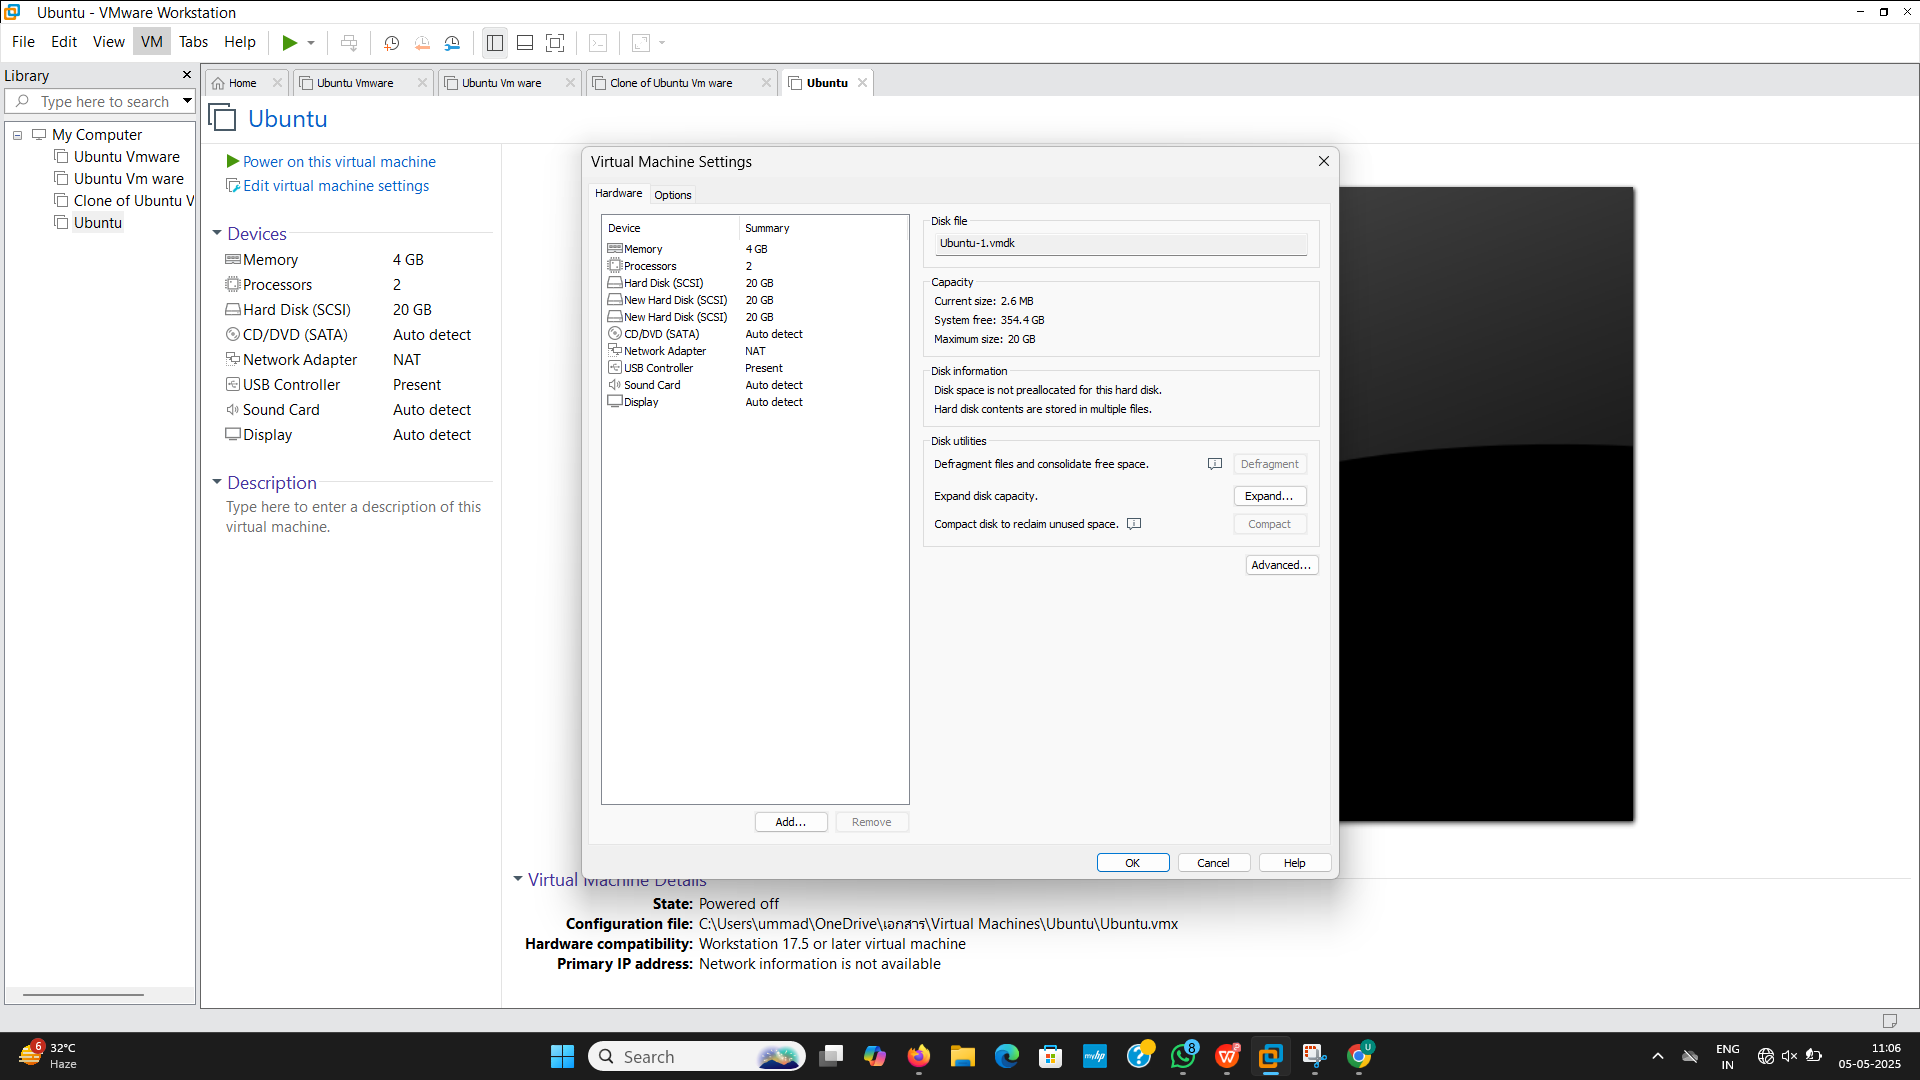 Ubuntu - VMware Workstation
File Edit View VM Tabs Help
Library
Type here to search
My Computer
Ubuntu Vmware
Ubuntu Vm ware
Clone of Ubuntu V
Ubuntu
Home
Ubuntu Vmware
Ubuntu Vm ware
Clone of Ubuntu Vm ware
Ubuntu
Ubuntu
Power on this virtual machine
Edit virtual machine settings
Devices
Memory 4 GB
Processors 2
Hard Disk (SCSI) 20 GB
CD/DVD (SATA) Auto detect
Network Adapter NAT
USB Controller Present
Sound Card Auto detect
Display Auto detect
Description
Type here to enter a description of this
virtual machine.
Virtual Machine Settings
Hardware Options
Device Summary
Memory 4 GB
Processors 2
Hard Disk (SCSI) 20 GB
New Hard Disk (SCSI) 20 GB
New Hard Disk (SCSI) 20 GB
CD/DVD (SATA) Auto detect
Network Adapter NAT
USB Controller Present
Sound Card Auto detect
Display Auto detect
Add... Remove
Disk file
Ubuntu-1.vmdk
Capacity
Current size: 2.6 MB
System free: 354.4 GB
Maximum size: 20 GB
Disk information
Disk space is not preallocated for this hard disk.
Hard disk contents are stored in multiple files.
Disk utilities
Defragment files and consolidate free space. Defragment
Expand disk capacity. Expand...
Compact disk to reclaim unused space. Compact
Advanced...
OK Cancel Help
Virtual Machine Details
State: Powered off
Configuration file: C:\Users\ummad\OneDrive\เอกสาร\Virtual Machines\Ubuntu\Ubuntu.vmx
Hardware compatibility: Workstation 17.5 or later virtual machine
Primary IP address: Network information is not available
6
32°C
Haze
Search
myhp
8
U
ENG
IN
11:06
05-05-2025